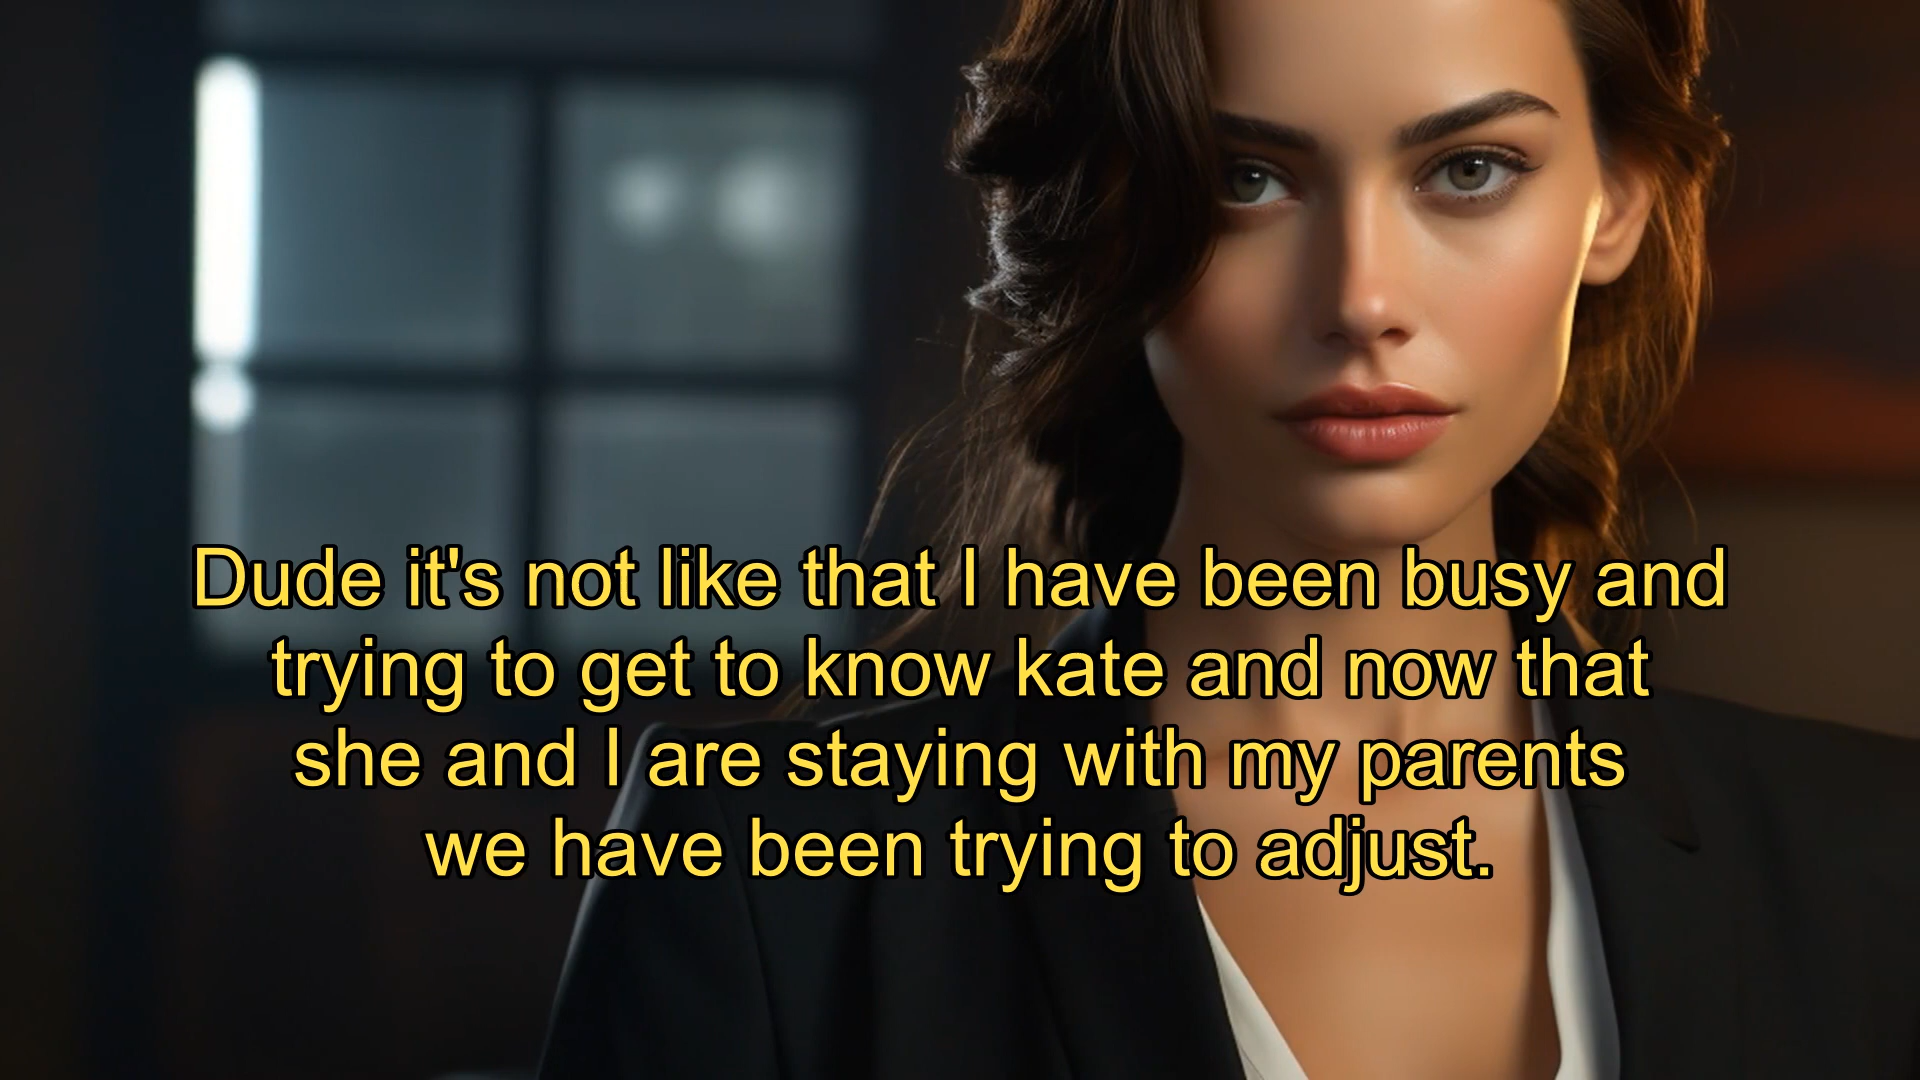 Dude it's not like that I have been busy and
trying to get to know kate and now that
she and I are staying with my parents
we have been trying to adjust.